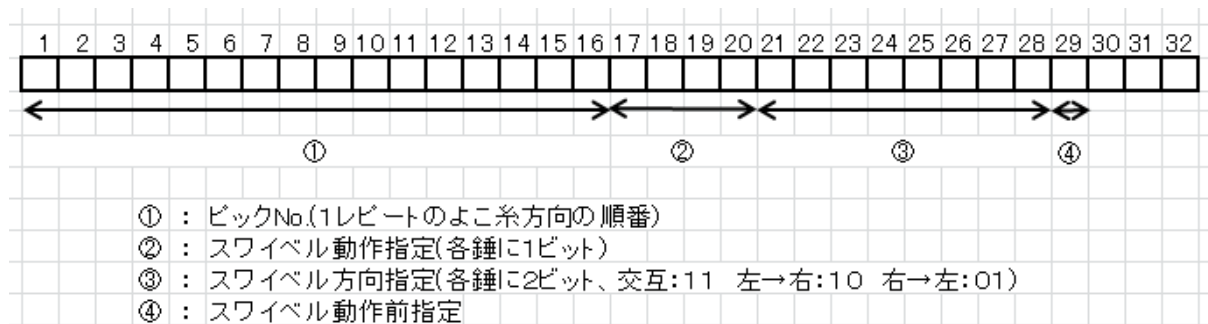 1 2 3 4 5 6 7 8 9 10 11 12 13 14 15 16 17 18 19 20 21 22 23 24 25 26 27 28 29 30 31 32
① ② ③ ④
① : ピックNo.(1レピートのよこ糸方向の順番)
② : スワイベル動作指定(各錘に1ビット)
③ : スワイベル方向指定(各錘に2ビット、交互:11 左→右:10 右→左:01)
④ : スワイベル動作前指定